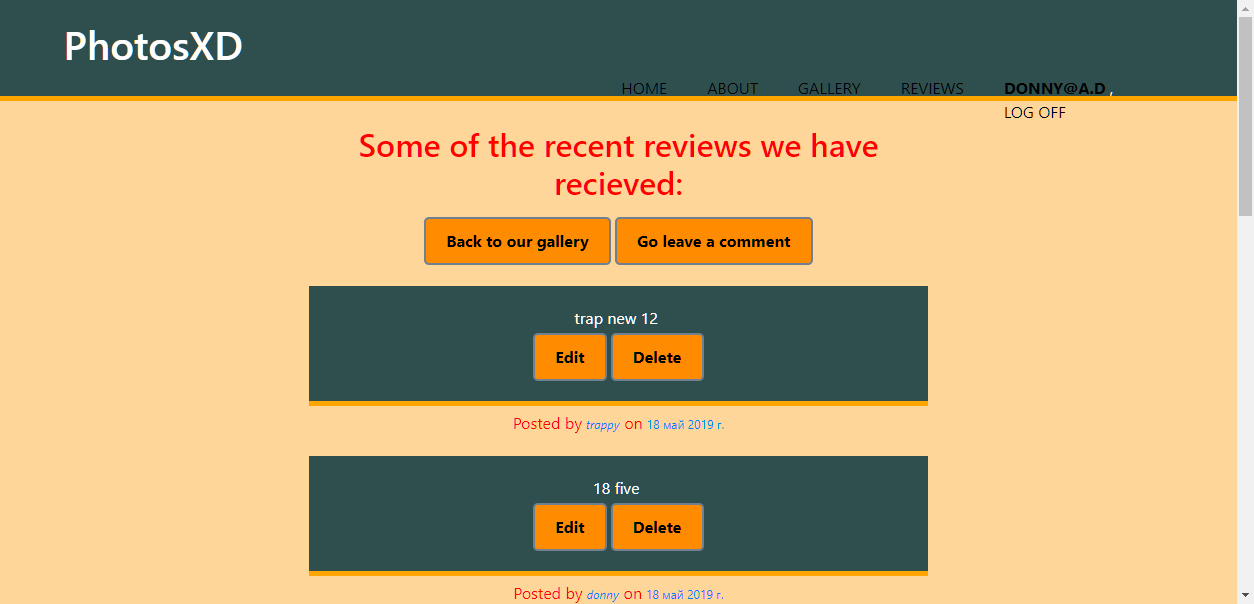 PhotosXD
HOME ABOUT GALLERY REVIEWS DONNY@A.D ,
LOG OFF
Some of the recent reviews we have
recieved:
Back to our gallery Go leave a comment
trap new 12
Edit Delete
Posted by trappy on 18 май 2019 г.
18 five
Edit Delete
Posted by donny on 18 май 2019 г.